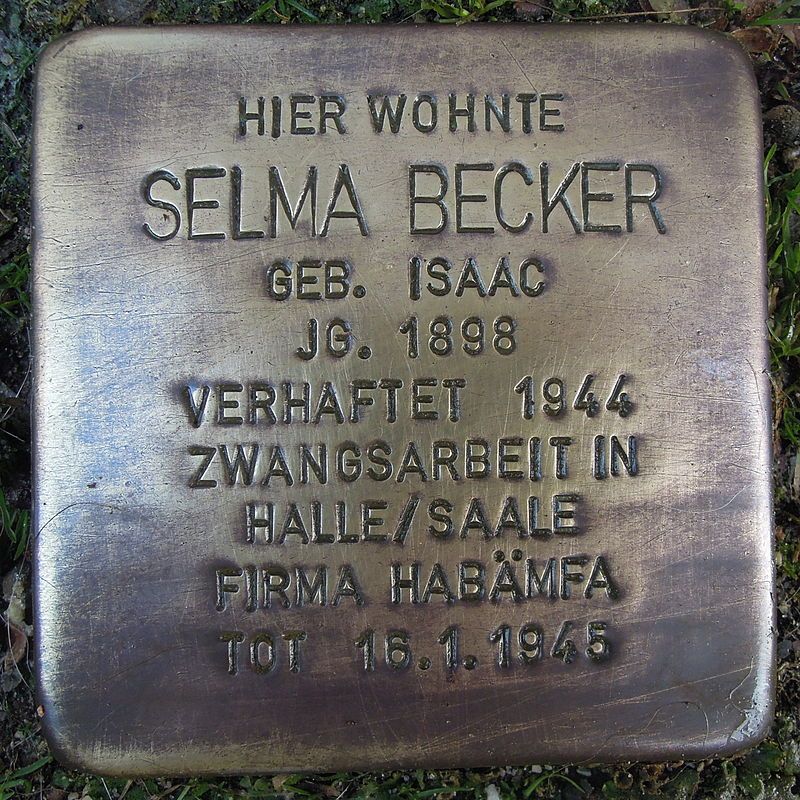 HIER WOHNTE
SELMA BECKER
GEB. ISAAC
JG. 1898
VERHAFTET 1944
ZWANGSARBEIT IN
HALLE/SAALE
FIRMA HABÄMFA
TOT 16.1.1945